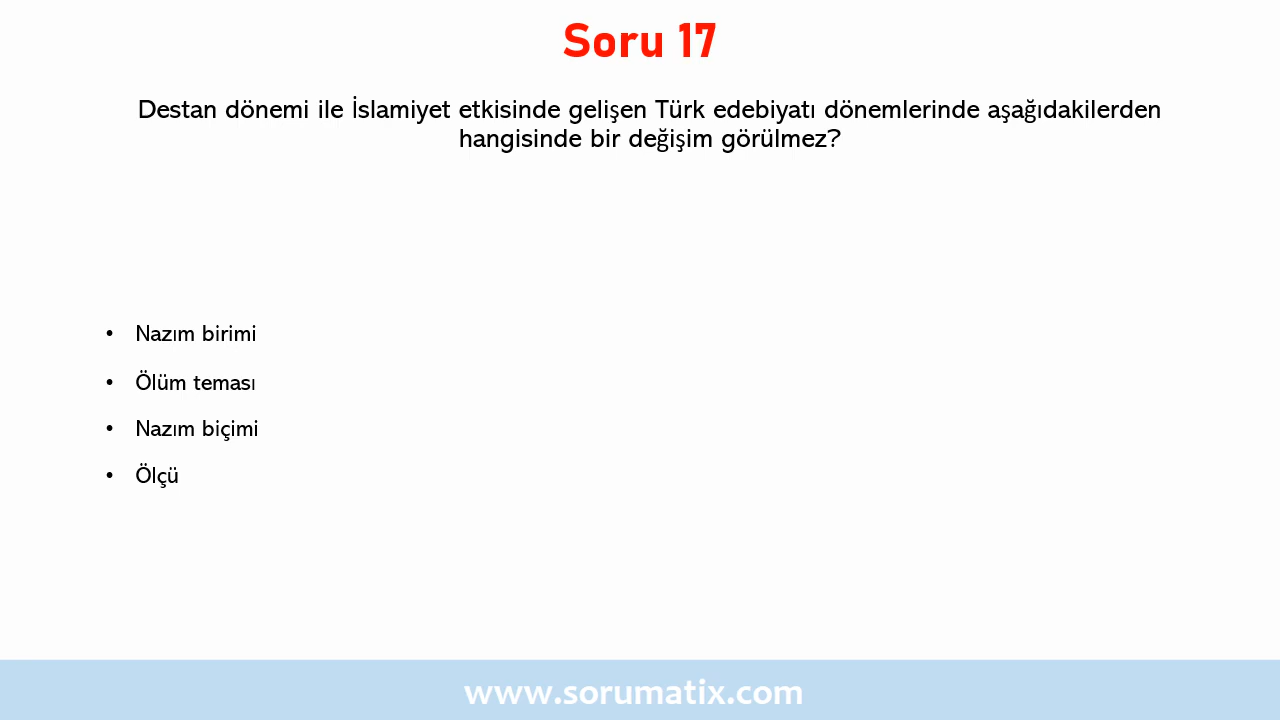 Soru 17
Destan dönemi ile İslamiyet etkisinde gelişen Türk edebiyatı dönemlerinde aşağıdakilerden
hangisinde bir değişim görülmez?
• Nazım birimi
• Ölüm teması
• Nazım biçimi
• Ölçü
www.sorumatix.com